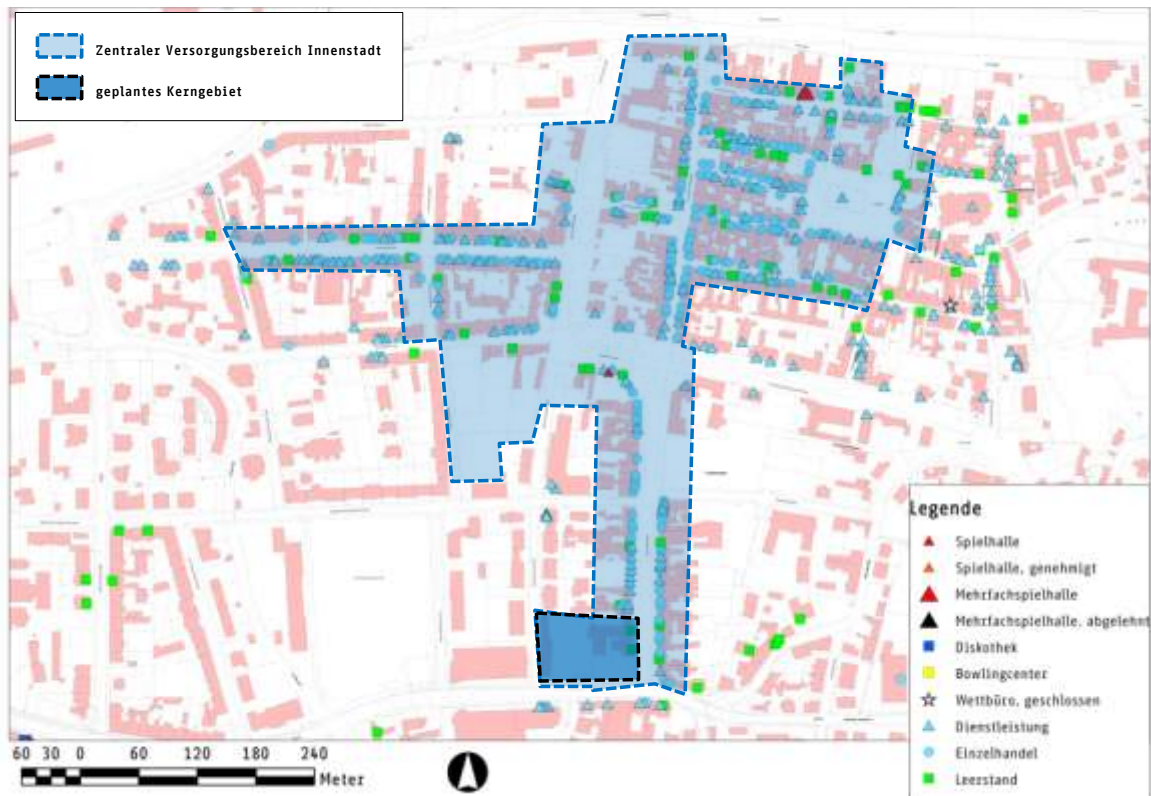 Zentraler Versorgungsbereich Innenstadt
geplantes Kerngebiet
Legende
Spielhalle
Spielhalle, genehmigt
Mehrfachspielhalle
Mehrfachspielhalle, abgelehnt
Diskothek
Bowlingcenter
Wettbüro, geschlossen
Dienstleistung
Einzelhandel
Leerstand
60 30 0 60 120 180 240
Meter